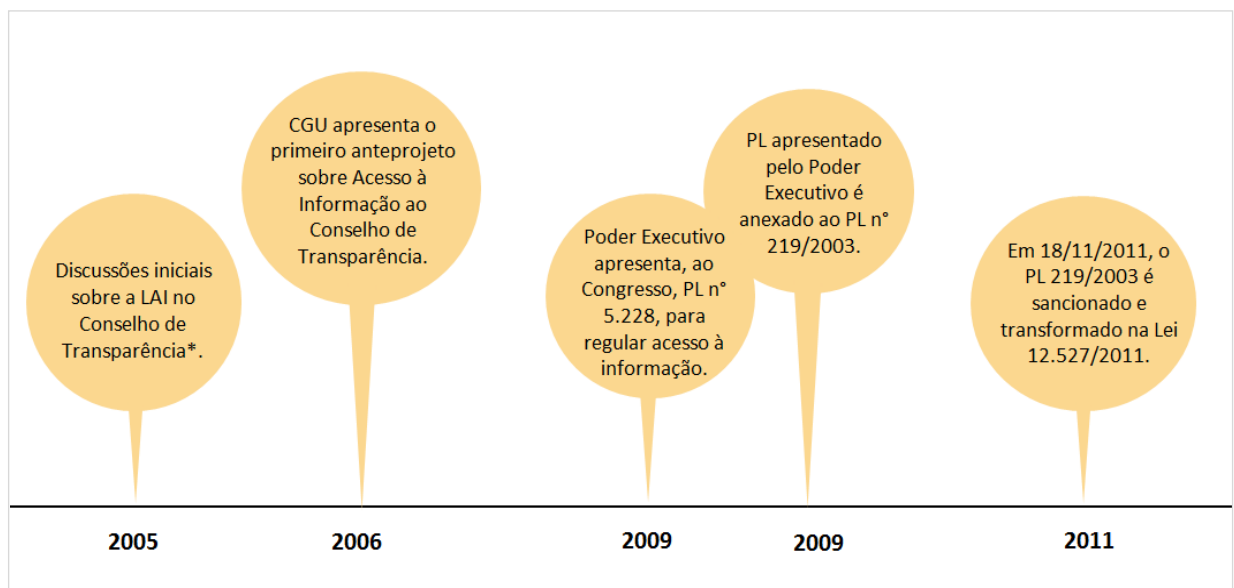 Discussões iniciais
sobre a LAI no
Conselho de
Transparência*.
CGU apresenta o
primeiro anteprojeto
sobre Acesso à
Informação ao
Conselho de
Transparência.
Poder Executivo
apresenta, ao
Congresso, PL n°
5.228, para
regular acesso à
informação.
PL apresentado
pelo Poder
Executivo é
anexado ao PL n°
219/2003.
Em 18/11/2011, o
PL 219/2003 é
sancionado e
transformado na Lei
12.527/2011.
2005
2006
2009
2009
2011